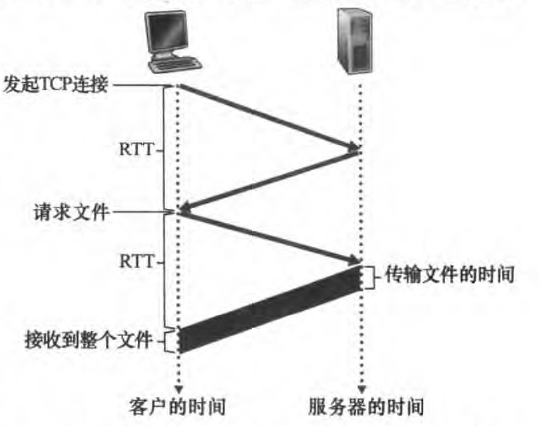 发起TCP连接
RTT
请求文件
RTT
传输文件的时间
接收到整个文件
客户的时间
服务器的时间